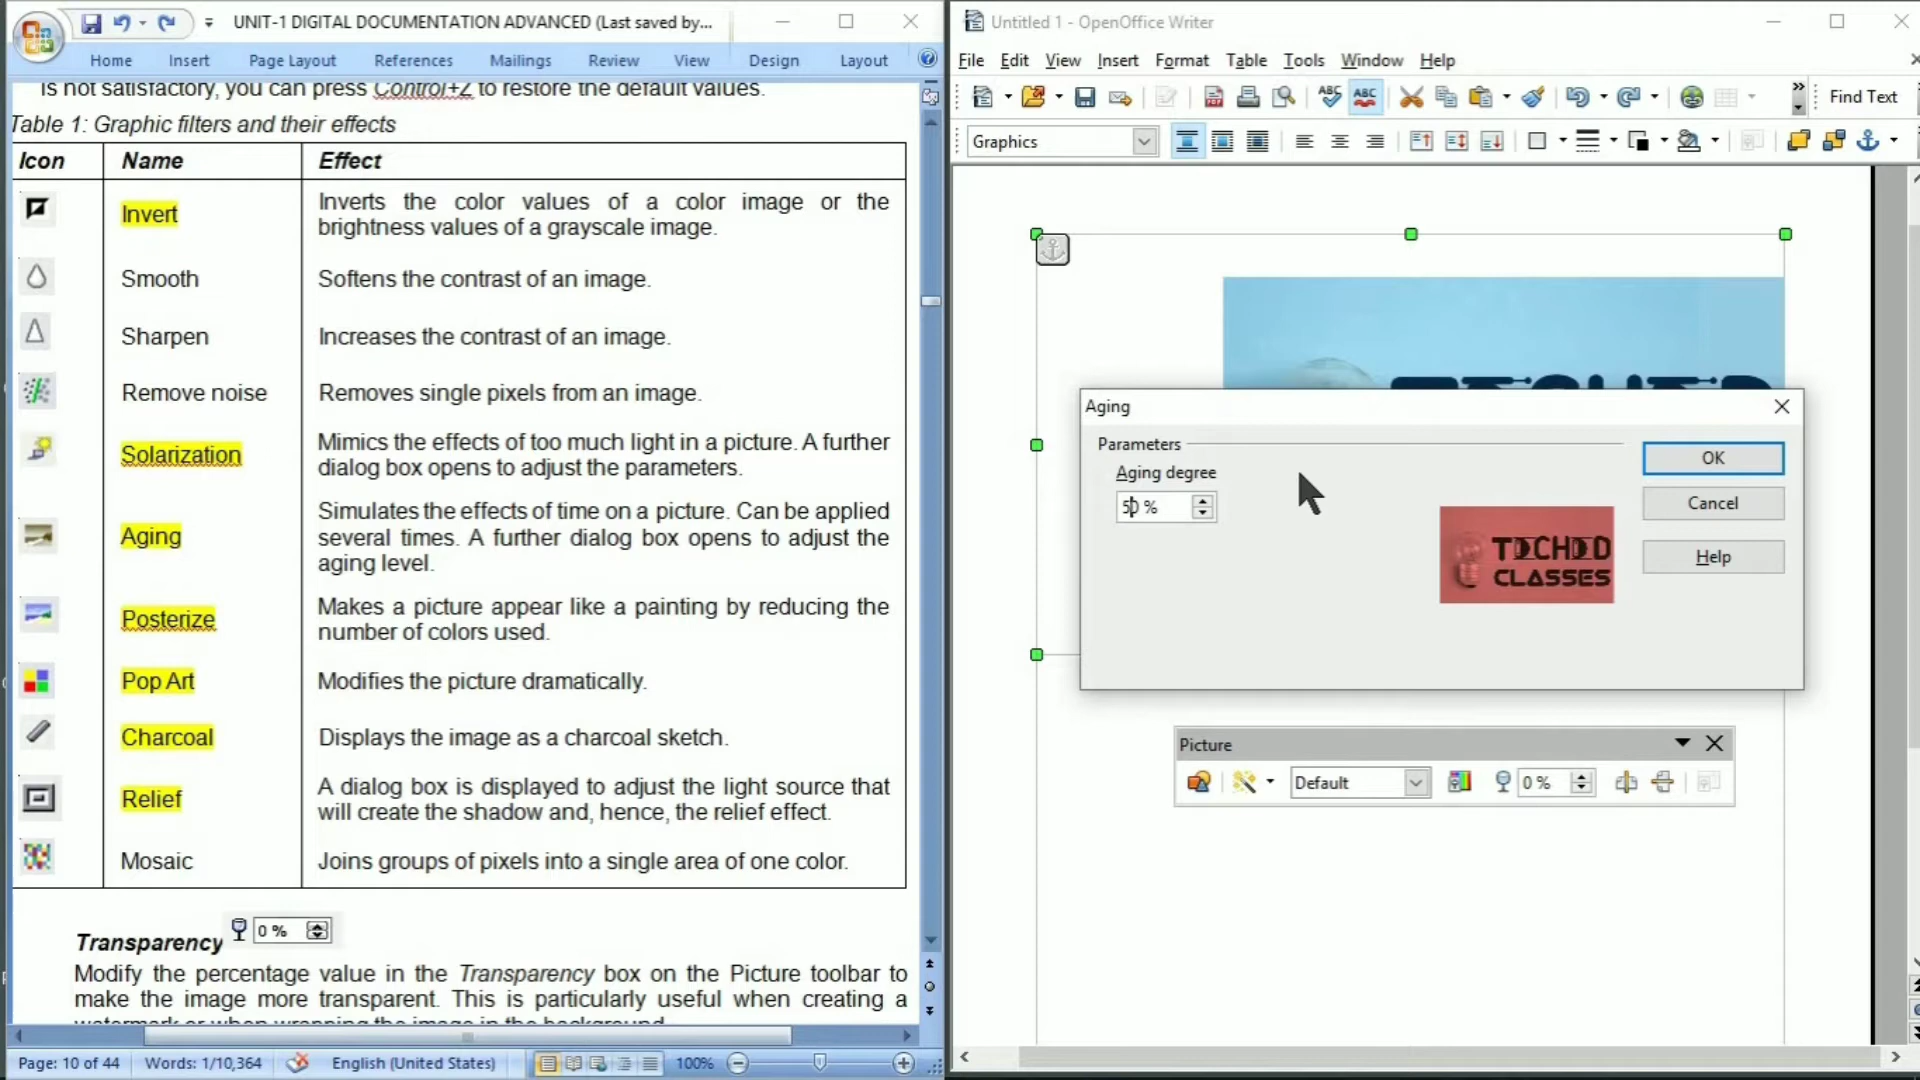 UNIT-1 DIGITAL DOCUMENTATION ADVANCED (Last saved by...
Home Insert Page Layout References Mailings Review View Design Layout
is not satisfactory, you can press Control+Z to restore the default values.
Table 1: Graphic filters and their effects
Icon Name Effect
Invert
Inverts the color values of a color image or the
brightness values of a grayscale image.
Smooth Softens the contrast of an image.
Sharpen Increases the contrast of an image.
Remove noise Removes single pixels from an image.
Solarization
Mimics the effects of too much light in a picture. A further
dialog box opens to adjust the parameters.
Aging
Simulates the effects of time on a picture. Can be applied
several times. A further dialog box opens to adjust the
aging level.
Posterize
Makes a picture appear like a painting by reducing the
number of colors used.
Pop Art Modifies the picture dramatically.
Charcoal Displays the image as a charcoal sketch.
Relief
A dialog box is displayed to adjust the light source that
will create the shadow and, hence, the relief effect.
Mosaic Joins groups of pixels into a single area of one color.
Transparency 0 %
Modify the percentage value in the Transparency box on the Picture toolbar to
make the image more transparent. This is particularly useful when creating a
watermark or when wrapping the image in the background.
Page: 10 of 44 Words: 1/10,364 English (United States) 100%
Untitled 1 - OpenOffice Writer
File Edit View Insert Format Table Tools Window Help
ABC ABC Find Text
Graphics
Aging
Parameters
Aging degree
50 %
OK
Cancel
Help
TECHED
CLASSES
Picture
Default 0 %